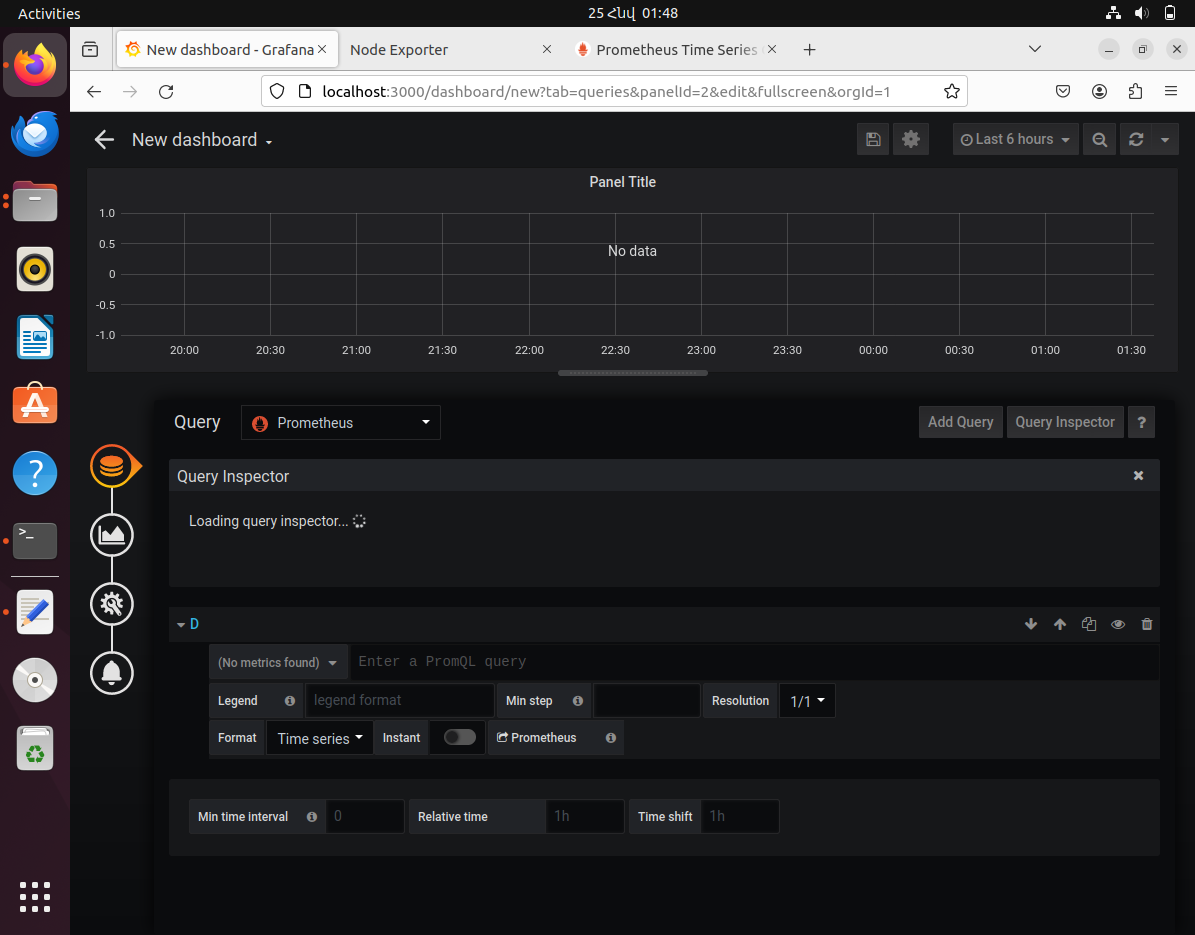 Activities
25 Հնվ 01:48
New dashboard - Grafana
Node Exporter
Prometheus Time Series
localhost:3000/dashboard/new?tab=queries&panelId=2&edit&fullscreen&orgId=1
New dashboard
Last 6 hours
Panel Title
1.0
0.5
0
-0.5
-1.0
No data
20:00 20:30 21:00 21:30 22:00 22:30 23:00 23:30 00:00 00:30 01:00 01:30
Query
Prometheus
Add Query
Query Inspector
?
Query Inspector
Loading query inspector...
D
(No metrics found)
Enter a PromQL query
Legend
legend format
Min step
Resolution
1/1
Format
Time series
Instant
Prometheus
Min time interval
0
Relative time
1h
Time shift
1h